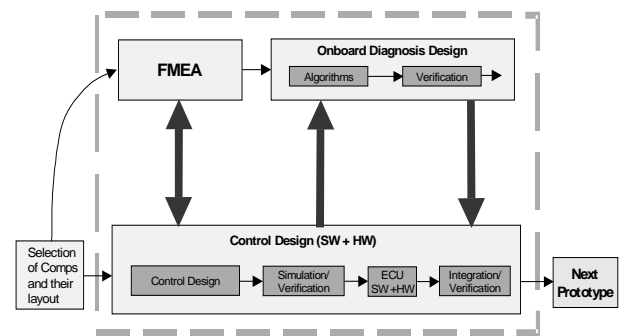 Onboard Diagnosis Design
FMEA
Algorithms
Verification
Control Design (SW + HW)
Selection
of Comps
and their
layout
Control Design
Simulation/
Verification
ECU
SW +HW
Integration/
Verification
Next
Prototype